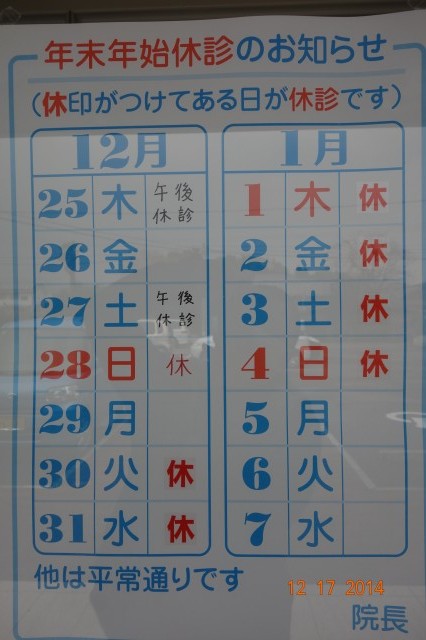 年末年始休診のお知らせ
（休印がつけてある日が休診です）
12月
25 木 午後休診
26 金
27 土 午後休診
28 日 休
29 月
30 火 休
31 水 休
1月
1 木 休
2 金 休
3 土 休
4 日 休
5 月
6 火
7 水
他は平常通りです
12 17 2014
院長